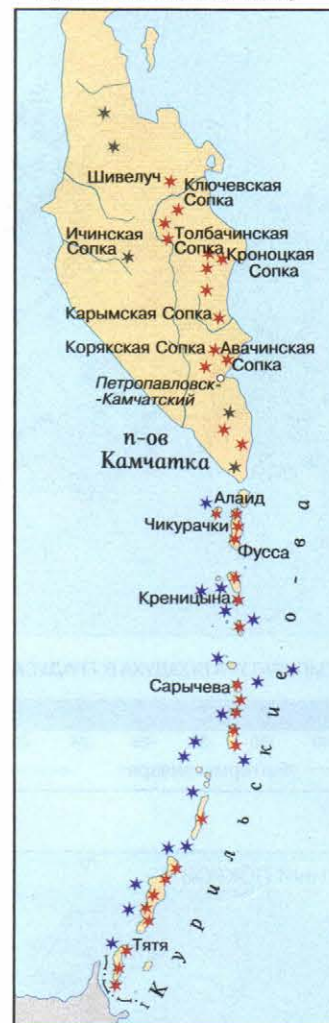 Шивелуч
Ключевская
Сопка
Ичинская
Сопка
Толбачинская
Сопка
Кроноцкая
Сопка
Карымская Сопка
Корякская Сопка
Авачинская
Сопка
Петропавловск-
-Камчатский
п-ов
Камчатка
Алаид
Чикурачки
Фусса
Креницына
Сарычева
Тятя
Курильские о-ва